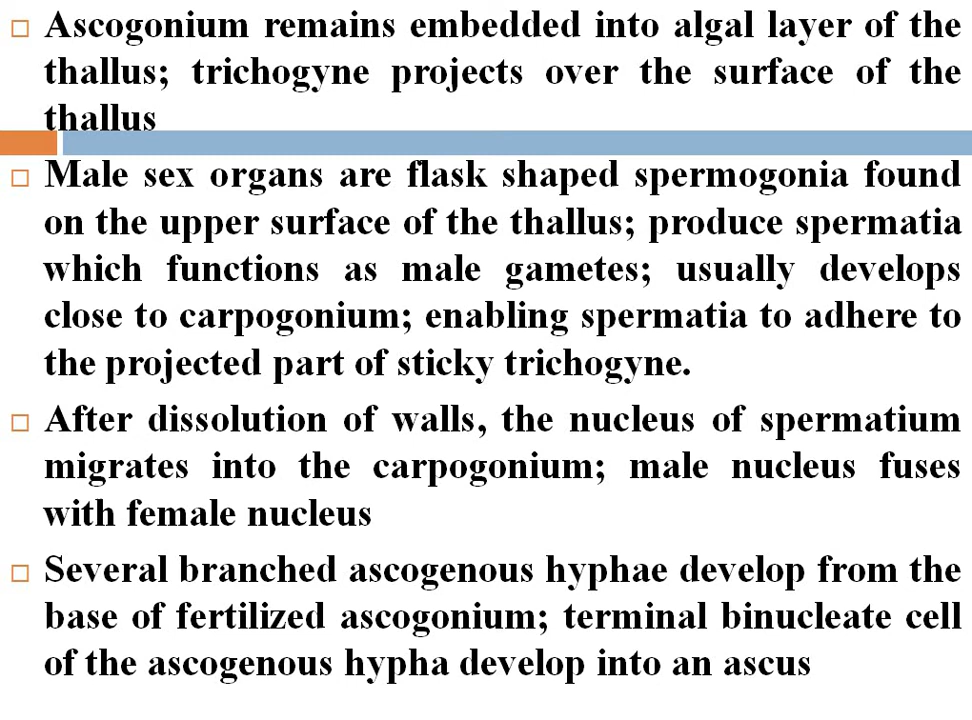 Ascogonium remains embedded into algal layer of the
thallus; trichogyne projects over the surface of the
thallus
Male sex organs are flask shaped spermogonia found
on the upper surface of the thallus; produce spermatia
which functions as male gametes; usually develops
close to carpogonium; enabling spermatia to adhere to
the projected part of sticky trichogyne.
After dissolution of walls, the nucleus of spermatium
migrates into the carpogonium; male nucleus fuses
with female nucleus
Several branched ascogenous hyphae develop from the
base of fertilized ascogonium; terminal binucleate cell
of the ascogenous hypha develop into an ascus